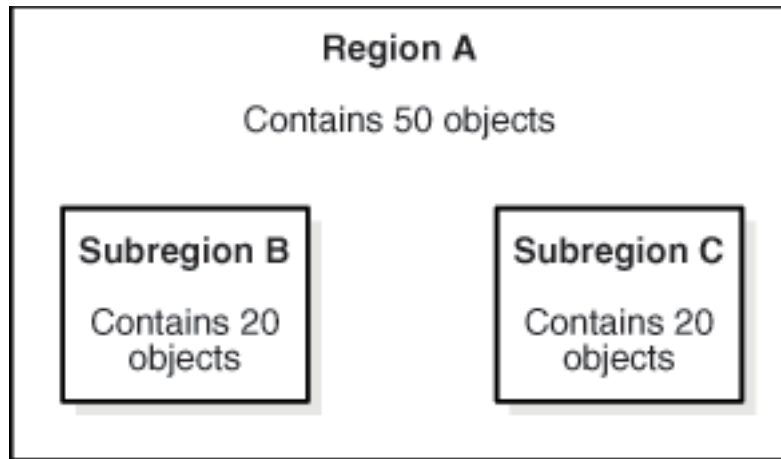 Region A
Contains 50 objects
Subregion B
Contains 20
objects
Subregion C
Contains 20
objects